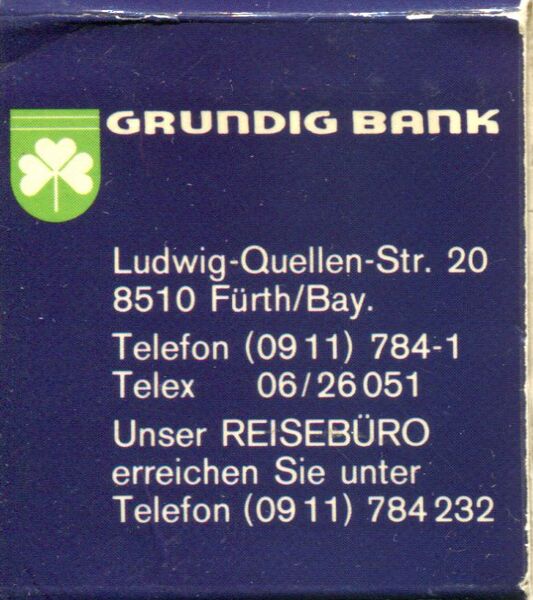 GRUNDIG BANK
Ludwig-Quellen-Str. 20
8510 Fürth/Bay.
Telefon (09 11) 784-1
Telex 06/26 051
Unser REISEBÜRO
erreichen Sie unter
Telefon (09 11) 784 232